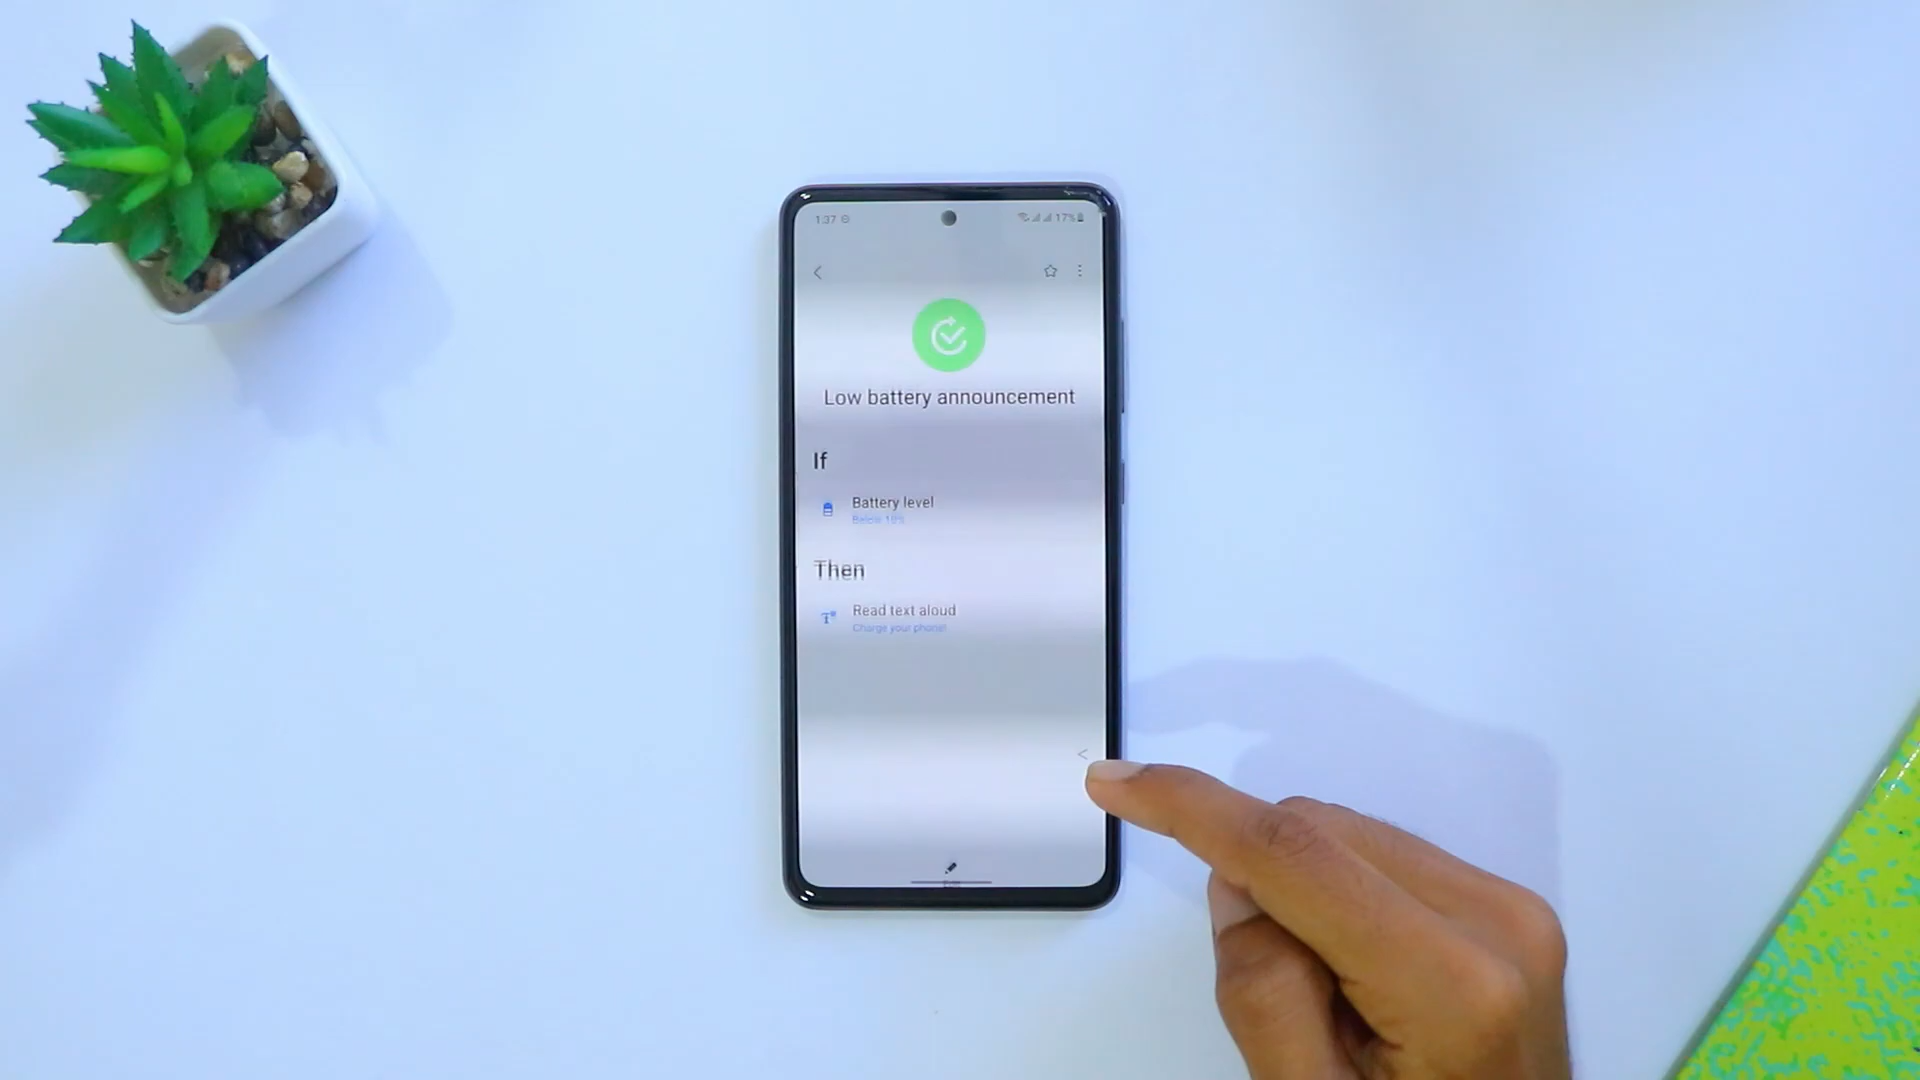 1:37
17%
Low battery announcement
If
Battery level
Below 10%
Then
Read text aloud
Charge your phone!